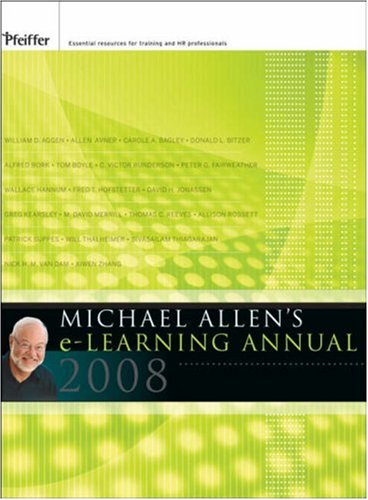 Pfeiffer
Essential resources for training and HR professionals
WILLIAM D. AGGEN • ALLEN AVNER • CAROLE A. BAGLEY • DONALD L. BITZER
ALFRED BORK • TOM BOYLE • C. VICTOR BUNDERSON • PETER G. FAIRWEATHER
WALLACE HANNUM • FRED T. HOFSTETTER • DAVID H. JONASSEN
GREG KEARSLEY • M. DAVID MERRILL • THOMAS C. REEVES • ALLISON ROSSETT
PATRICK SUPPES • WILL THALHEIMER • SIVASAILAM THIAGARAJAN
NICK H. M. VAN DAM • AIWEN ZHANG
MICHAEL ALLEN'S
e-LEARNING ANNUAL
2008